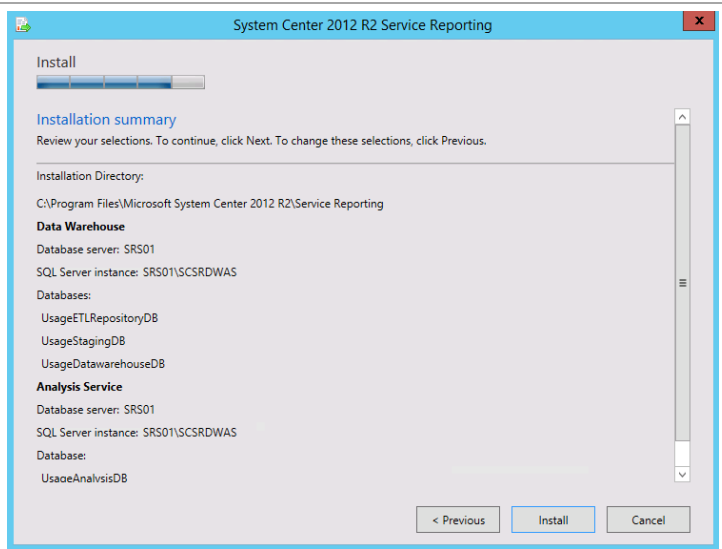 System Center 2012 R2 Service Reporting
x
Install
Installation summary
Review your selections. To continue, click Next. To change these selections, click Previous.
Installation Directory:
C:\Program Files\Microsoft System Center 2012 R2\Service Reporting
Data Warehouse
Database server: SRS01
SQL Server instance: SRS01\SCSRDWAS
Databases:
UsageETLRepositoryDB
UsageStagingDB
UsageDatawarehouseDB
Analysis Service
Database server: SRS01
SQL Server instance: SRS01\SCSRDWAS
Database:
UsageAnalysisDB
< Previous Install Cancel